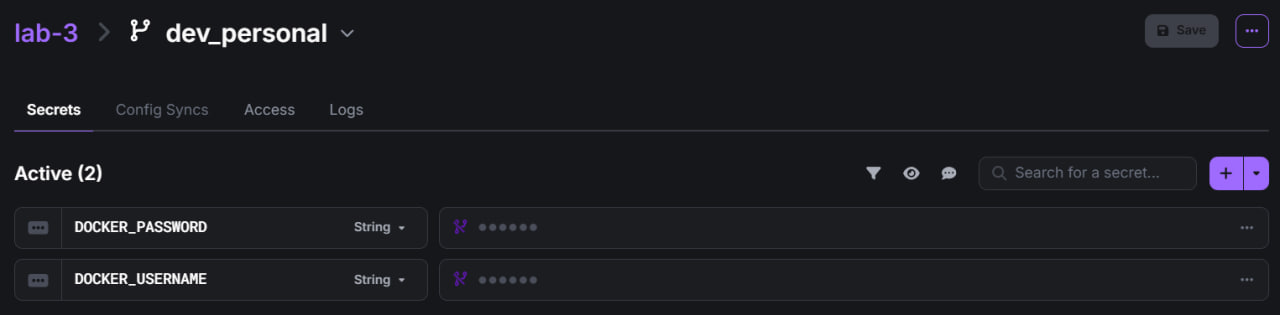 lab-3 dev_personal Save
Secrets Config Syncs Access Logs
Active (2) Search for a secret...
DOCKER_PASSWORD String ●●●●●●
DOCKER_USERNAME String ●●●●●●